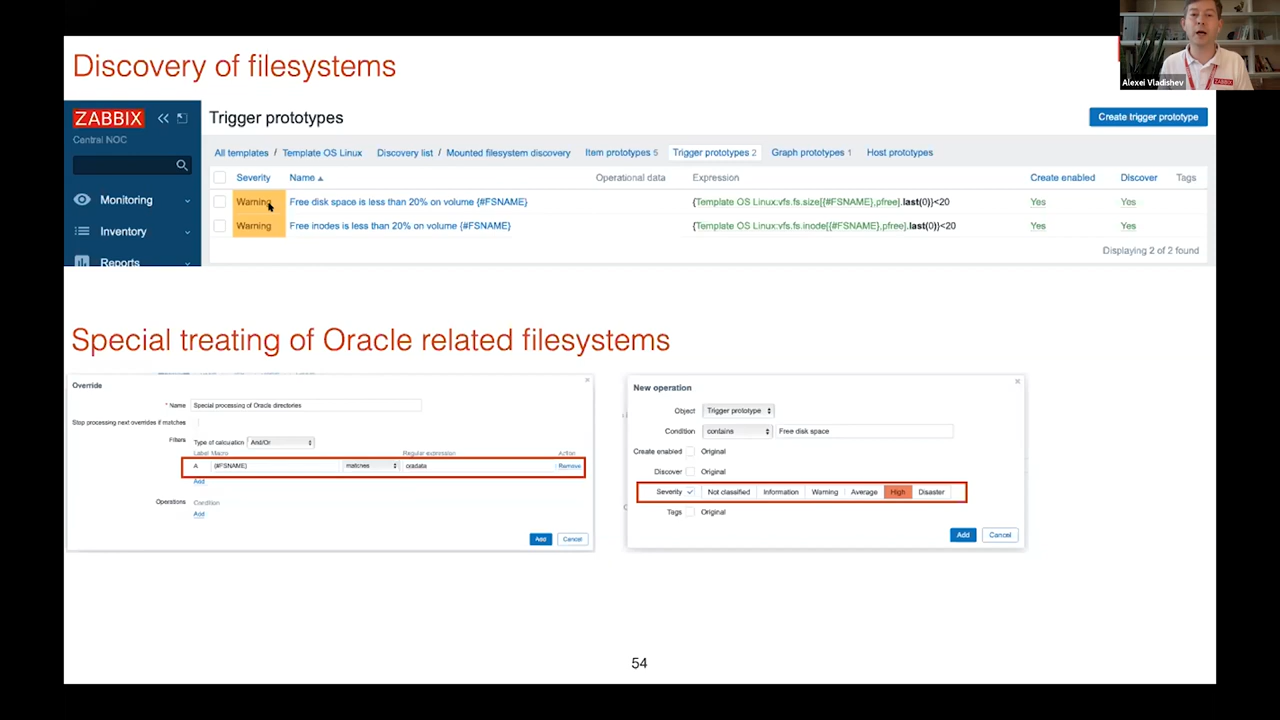 Alexei Vladishev
ZABBIX
Discovery of filesystems
ZABBIX
Central NOC
Monitoring
Inventory
Reports
Trigger prototypes
Create trigger prototype
All templates / Template OS Linux Discovery list / Mounted filesystem discovery Item prototypes 5 Trigger prototypes 2 Graph prototypes 1 Host prototypes
Severity Name Operational data Expression Create enabled Discover Tags
Warning Free disk space is less than 20% on volume {#FSNAME} {Template OS Linux:vfs.fs.size[{#FSNAME},pfree].last(0)}<20 Yes Yes
Warning Free inodes is less than 20% on volume {#FSNAME} {Template OS Linux:vfs.fs.inode[{#FSNAME},pfree].last(0)}<20 Yes Yes
Displaying 2 of 2 found
Special treating of Oracle related filesystems
Override
* Name Special processing of Oracle directories
Stop processing next overrides if matches
Filters Type of calculation And/Or
Label Macro Regular expression Action
A {#FSNAME} matches oradata Remove
Add
Operations Condition
Add
Add Cancel
New operation
Object Trigger prototype
Condition contains Free disk space
Create enabled Original
Discover Original
Severity Not classified Information Warning Average High Disaster
Tags Original
Add Cancel
54